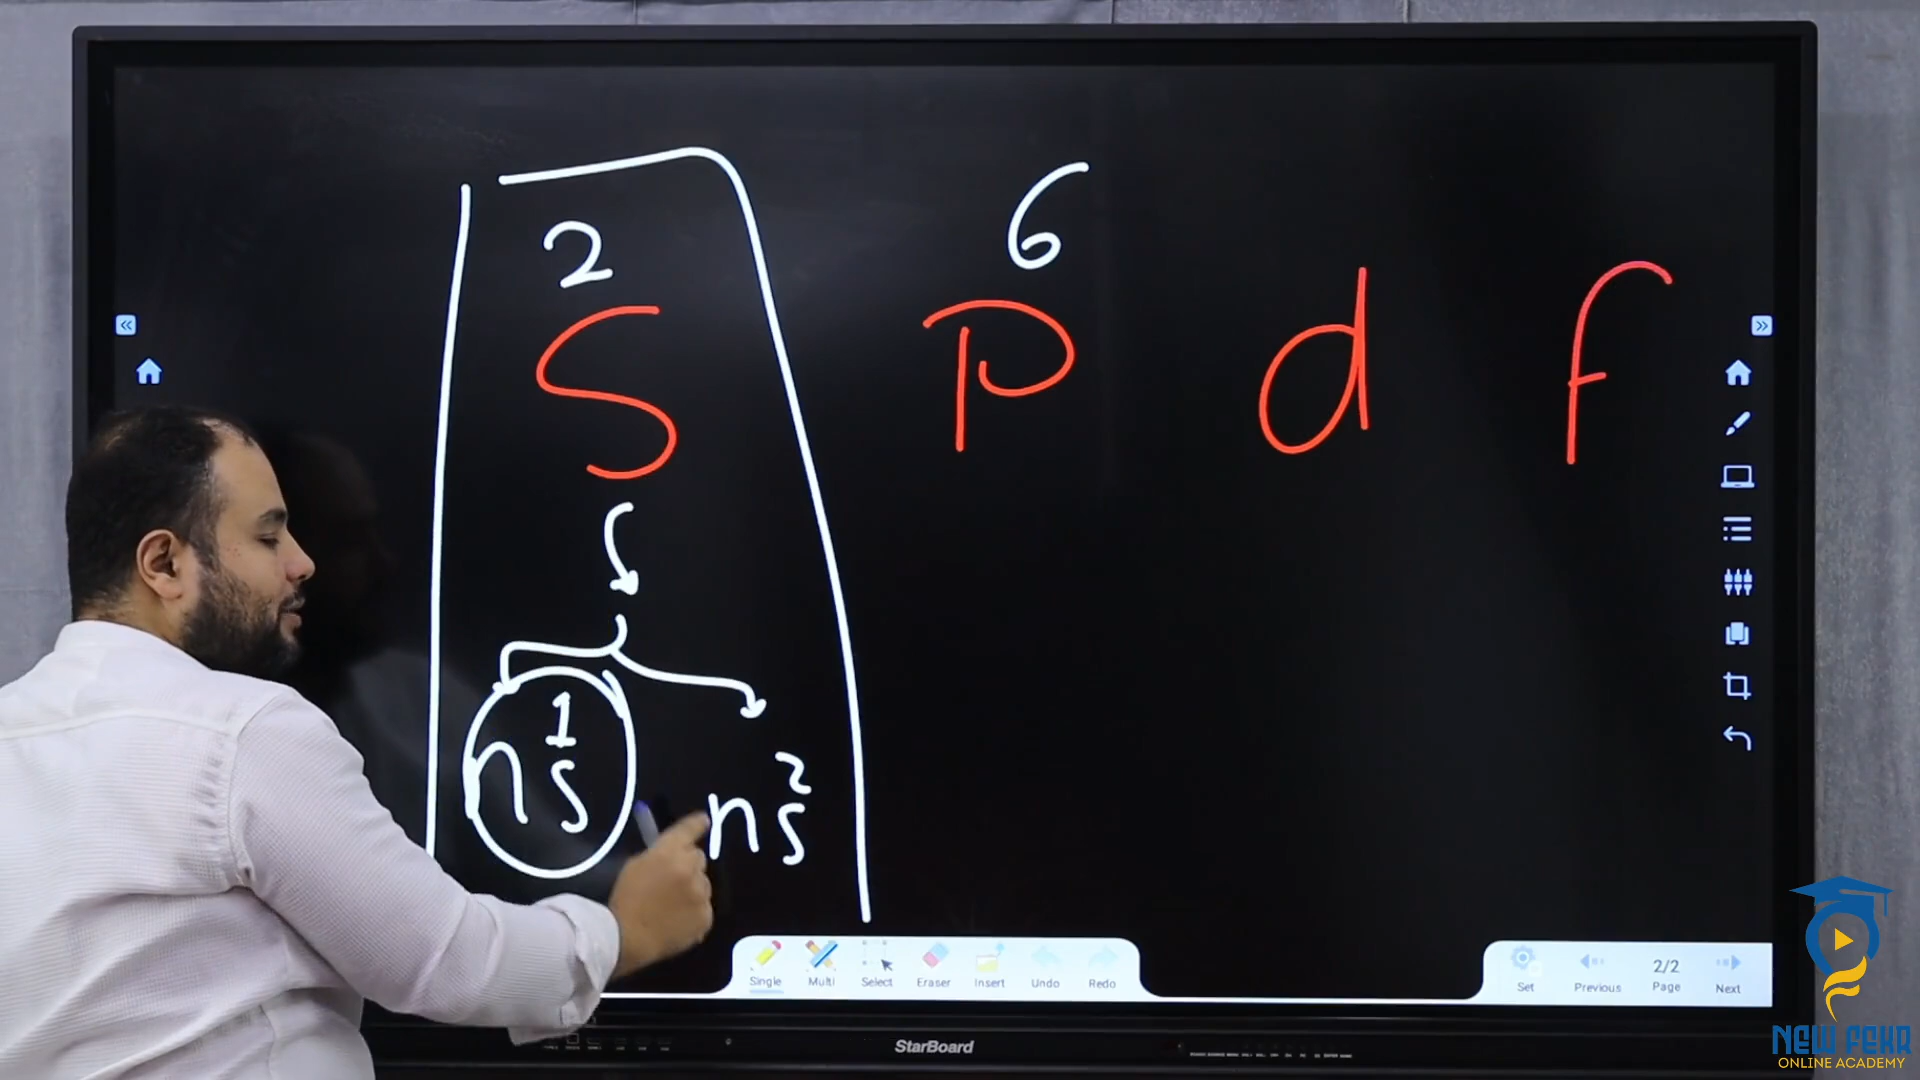 2 6
S P d f
ns¹ ns²
Single Multi Select Eraser Insert Undo Redo
Set Previous 2/2 Page Next
StarBoard
NEW FEKR
ONLINE ACADEMY